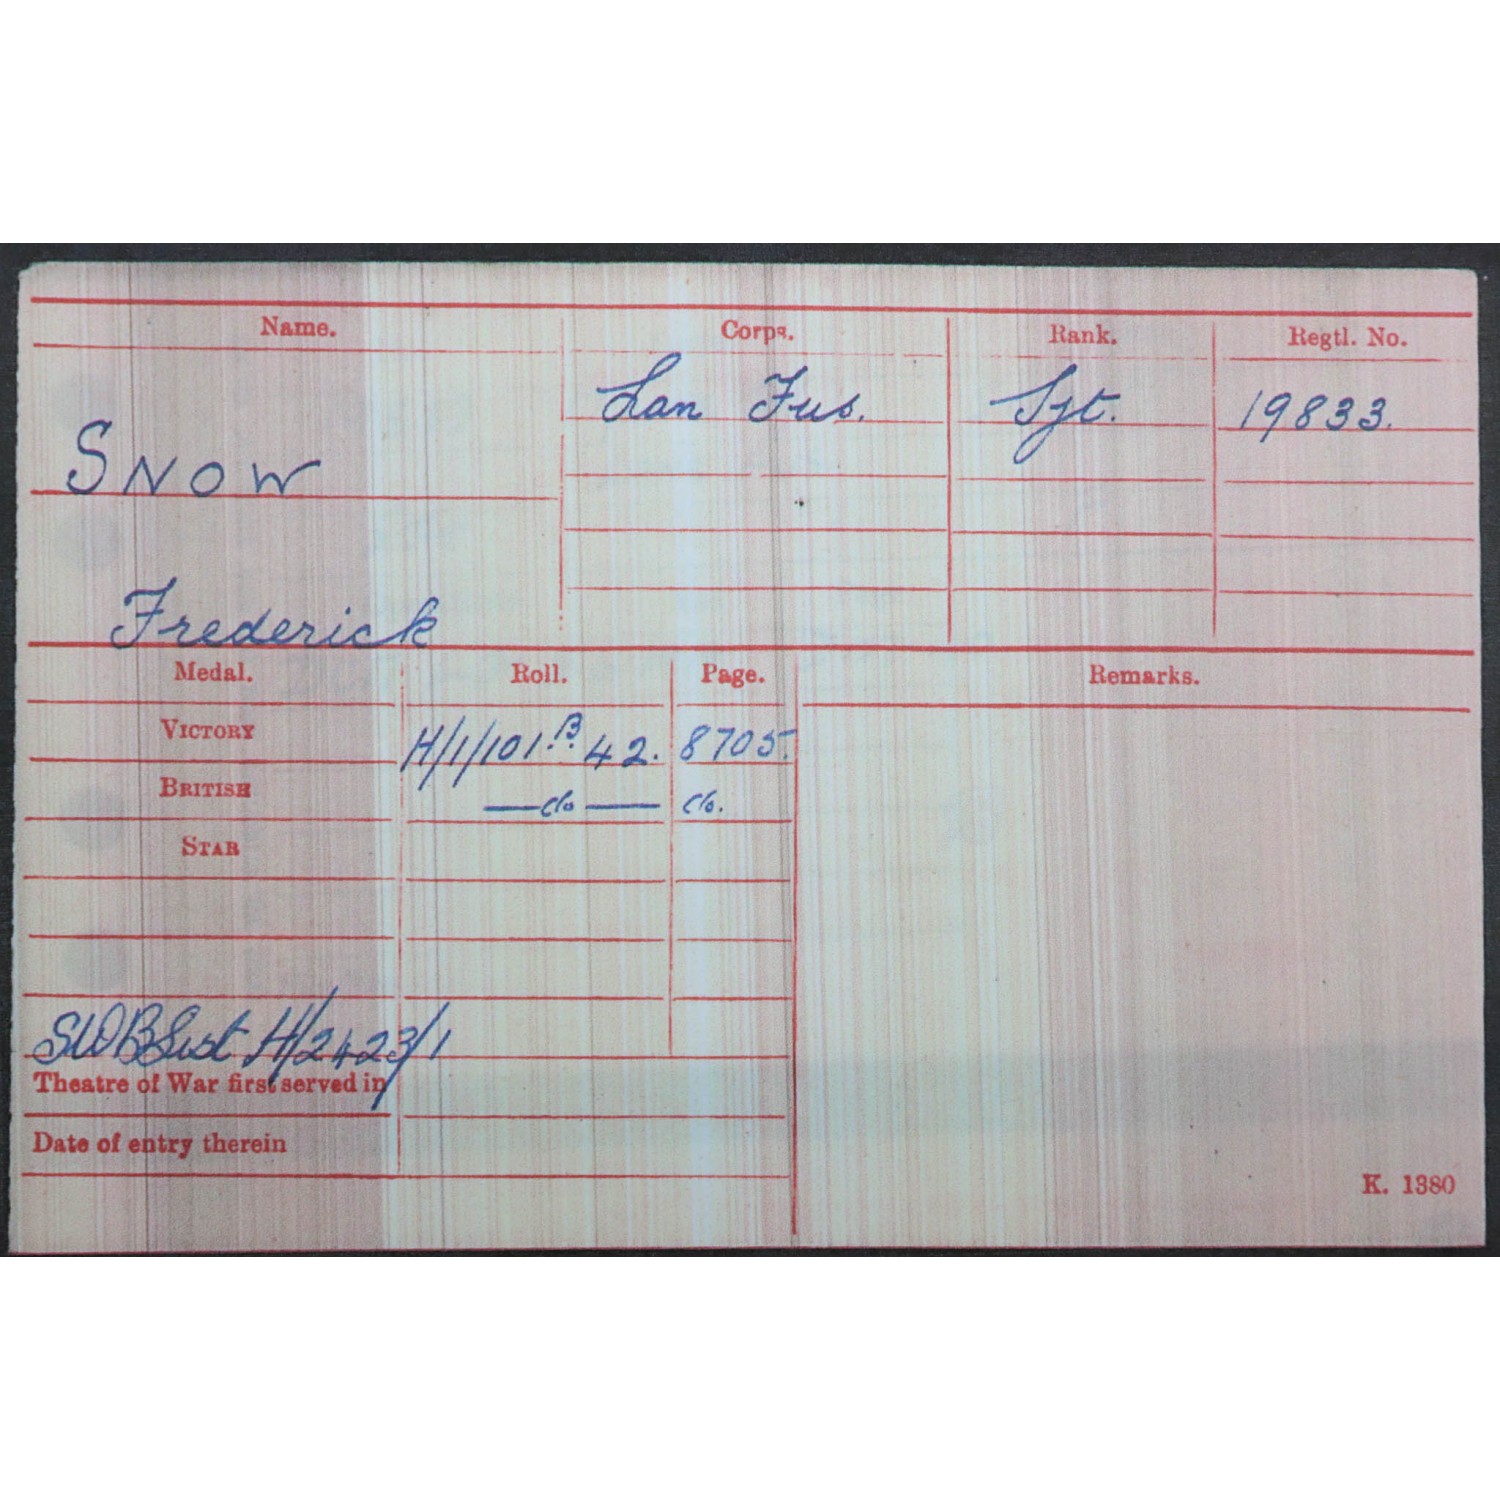 Name. Corps. Rank. Regtl. No.
Lan Fus. Sgt. 19833.
SNOW
Frederick
Medal. Roll. Page. Remarks.
VICTORY H/1/101.B. 42. 8705.
BRITISH —do— do.
STAR
SWB List H/2423/1
Theatre of War first served in
Date of entry therein
K. 1380